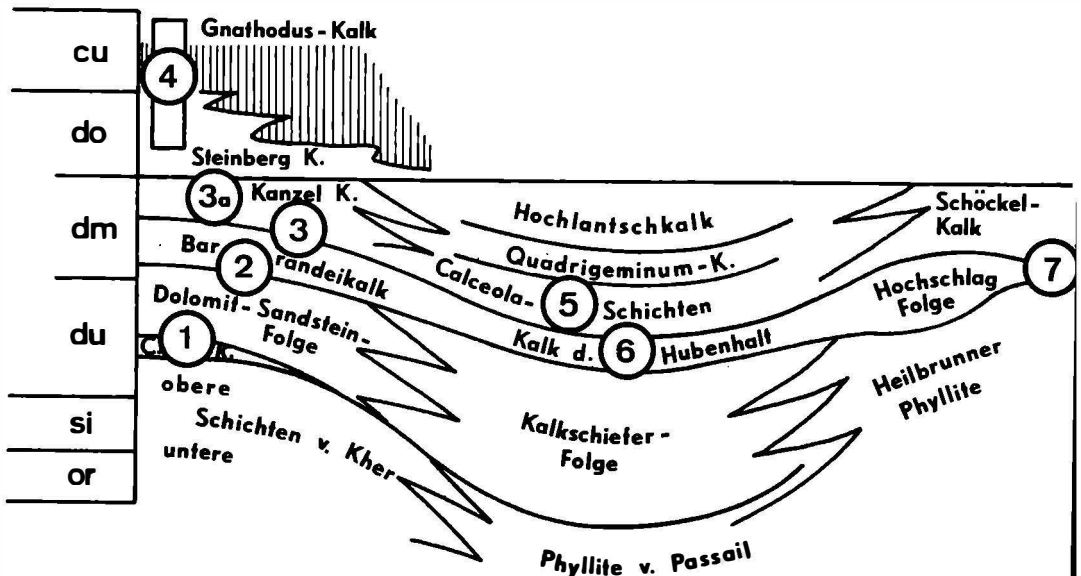 cu
do
dm
du
si
or
Gnathodus-Kalk
4
Steinberg K.
3a
Kanzel K.
3
Barrandeikalk
2
Dolomit-Sandstein-
Folge
1
K.
obere
Schichten v. Kher
untere
Hochlantschkalk
Quadrigeminum-K.
Calceola-
5
Schichten
Kalk d.
6
Hubenhalt
Kalkschiefer-
Folge
Phyllite v. Passail
Schöckel-
Kalk
Hochschlag
Folge
7
Heilbrunner
Phyllite